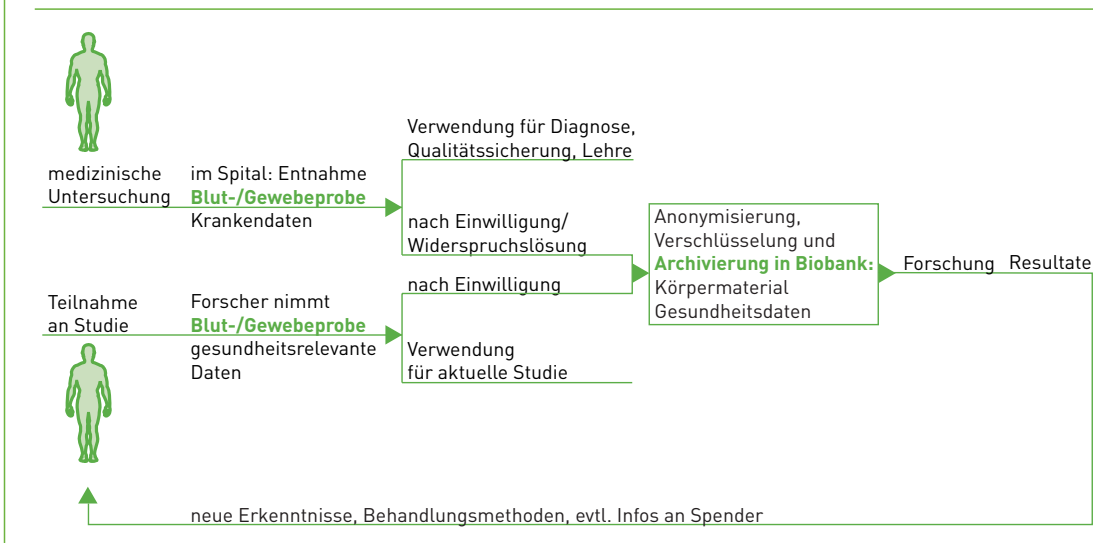 medizinische
Untersuchung
im Spital: Entnahme
Blut-/Gewebeprobe
Krankendaten
Verwendung für Diagnose,
Qualitätssicherung, Lehre
nach Einwilligung/
Widerspruchslösung
nach Einwilligung
Teilnahme
an Studie
Forscher nimmt
Blut-/Gewebeprobe
gesundheitsrelevante
Daten
Verwendung
für aktuelle Studie
Anonymisierung,
Verschlüsselung und
Archivierung in Biobank:
Körpermaterial
Gesundheitsdaten
Forschung
Resultate
neue Erkenntnisse, Behandlungsmethoden, evtl. Infos an Spender